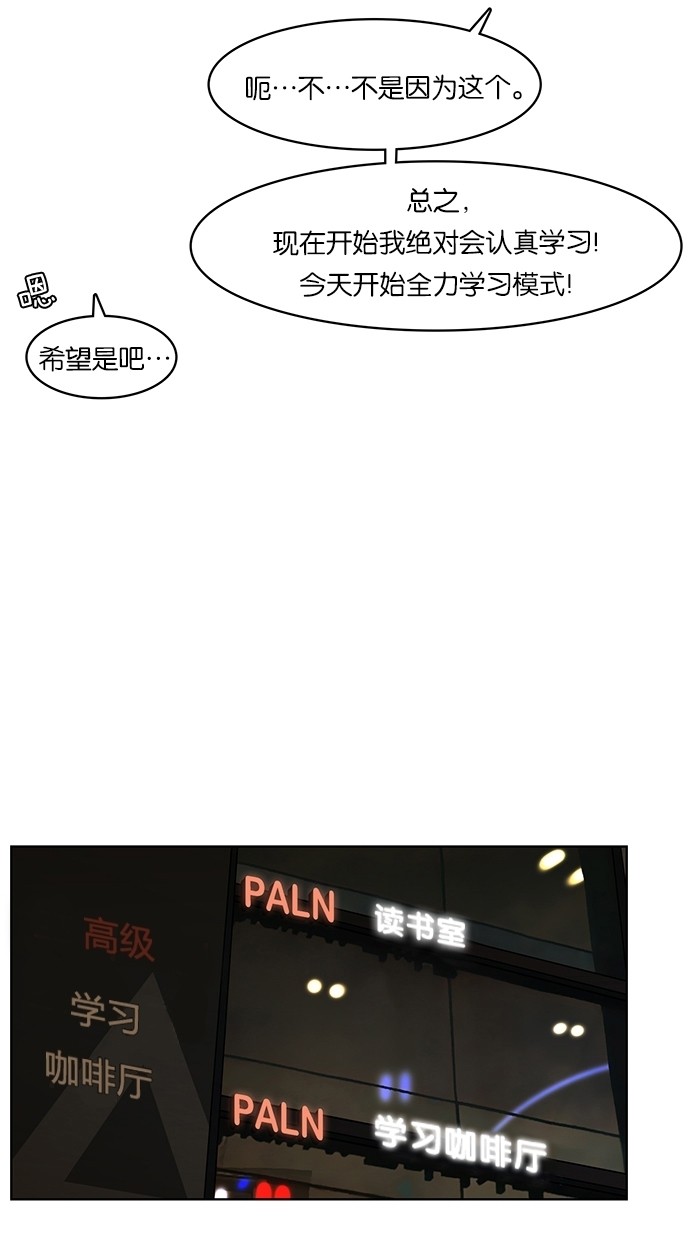 呃…不…不是因为这个。
总之，
现在开始我绝对会认真学习！
今天开始全力学习模式！
嗯
希望是吧…
PALN 读书室
高级
学习
咖啡厅
PALN 学习咖啡厅